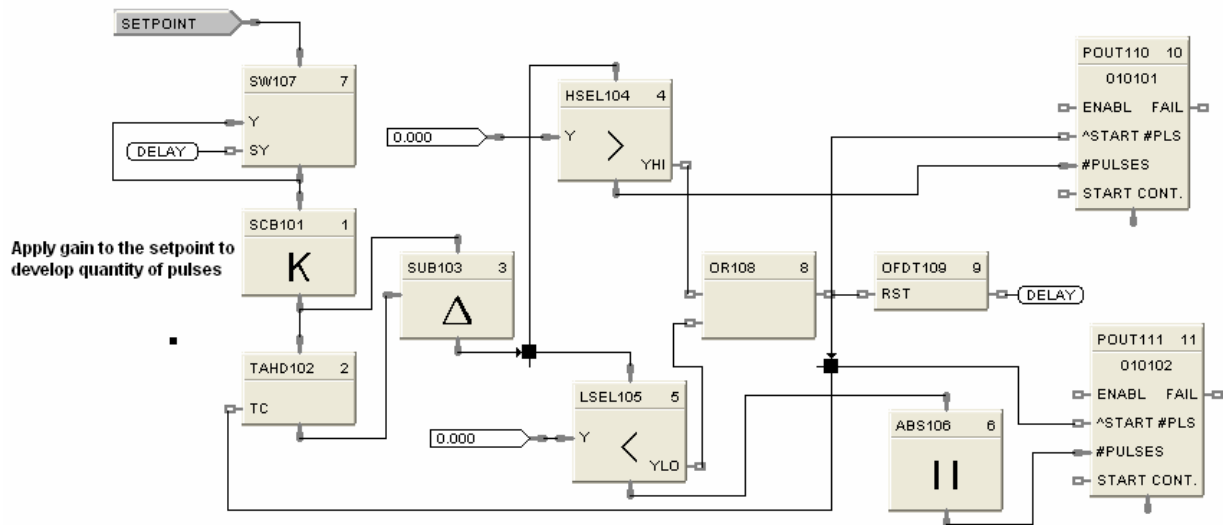 SETPOINT
SW107 7
Y
DELAY
SY
SCB101 1
K
Apply gain to the setpoint to
develop quantity of pulses
TAHD102 2
TC
SUB103 3
Δ
HSEL104 4
0.000
Y
>
YHI
LSEL105 5
0.000
Y
<
YLO
OR108 8
OFDT109 9
RST
DELAY
ABS106 6
||
POUT110 10
010101
ENABL FAIL
^START #PLS
#PULSES
START CONT.
POUT111 11
010102
ENABL FAIL
^START #PLS
#PULSES
START CONT.